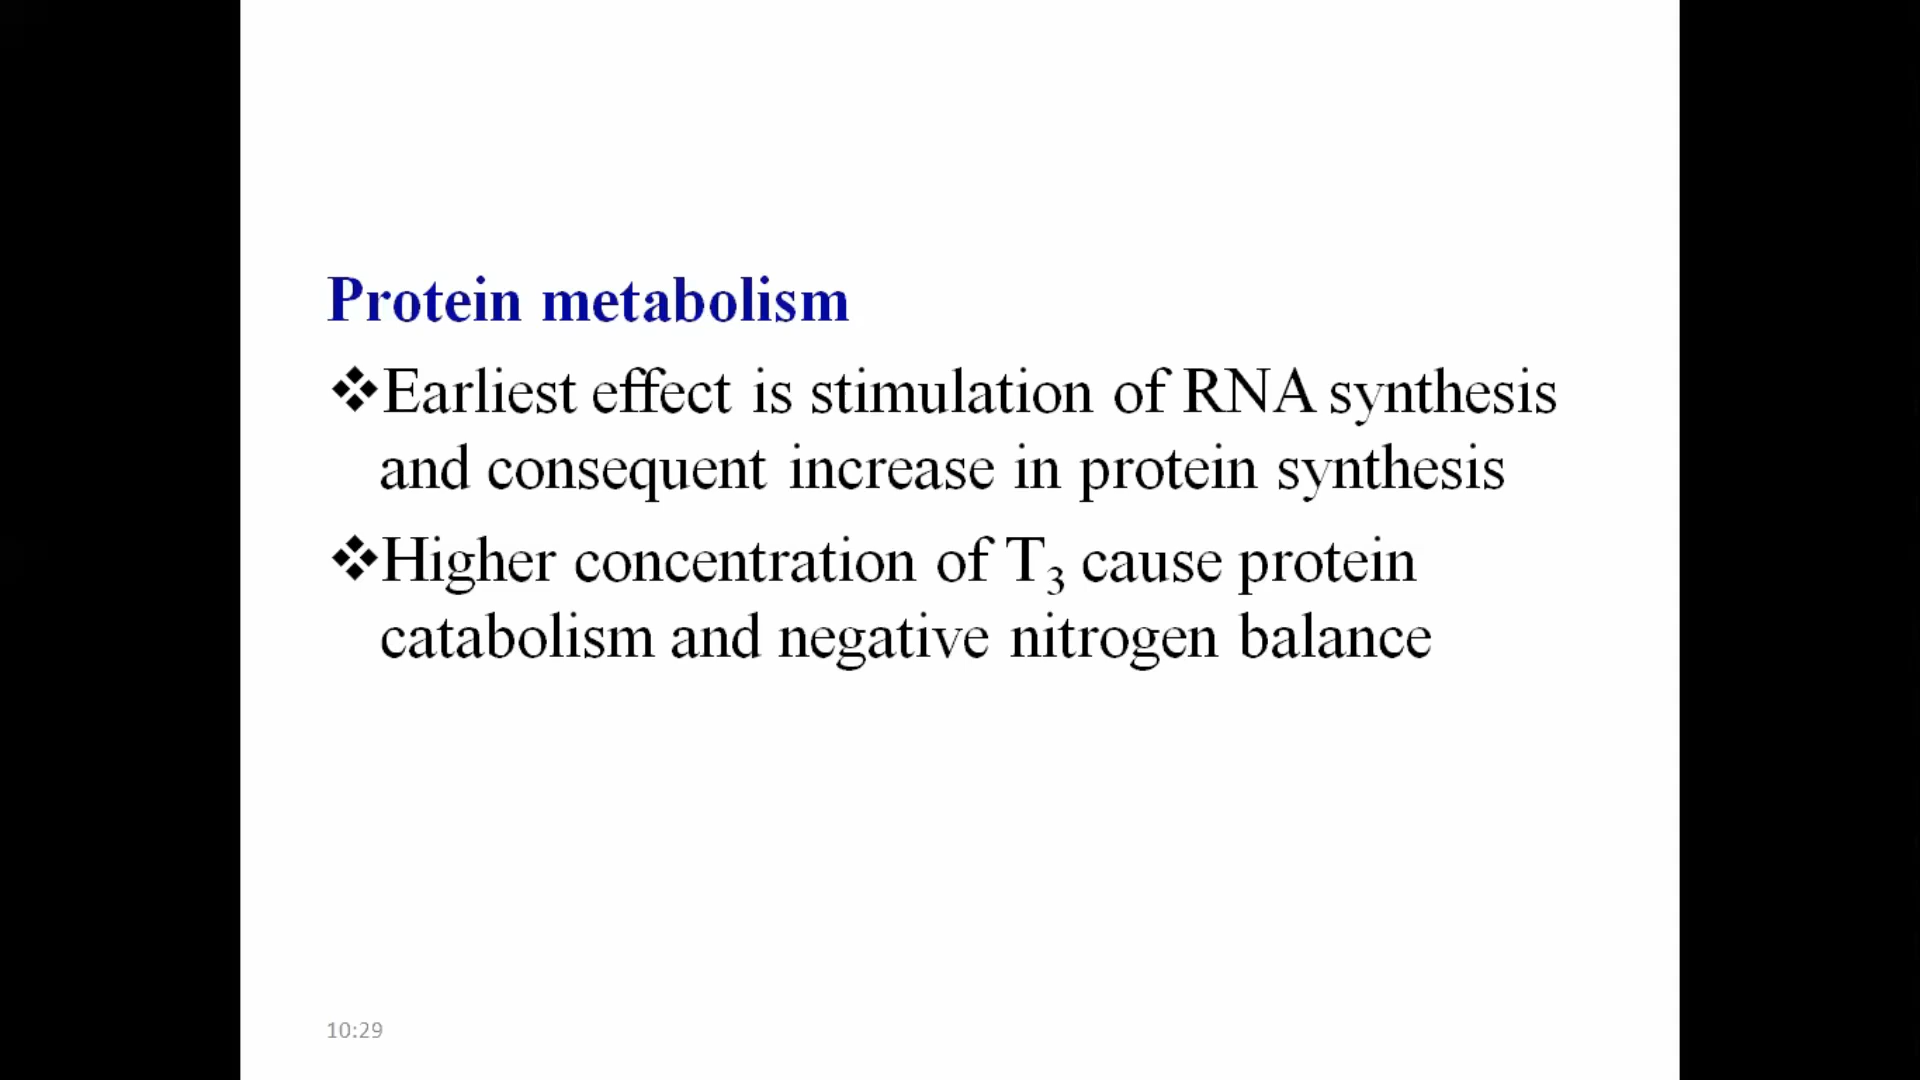 Protein metabolism
❖Earliest effect is stimulation of RNA synthesis
and consequent increase in protein synthesis
❖Higher concentration of T₃ cause protein
catabolism and negative nitrogen balance
10:29